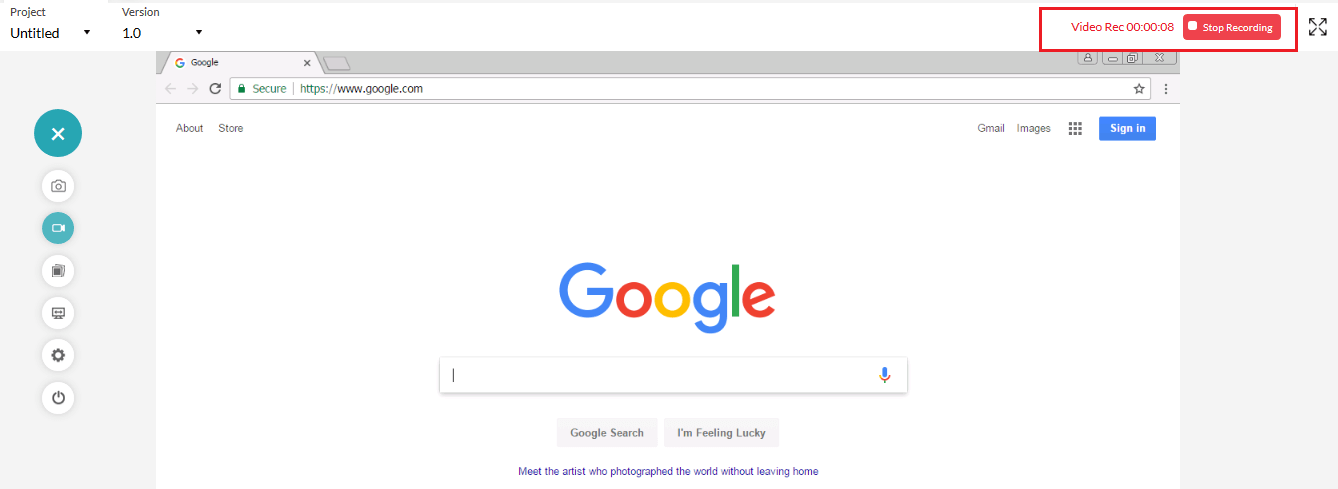 Project Version
Untitled 1.0
Video Rec 00:00:08 Stop Recording
Google
Secure https://www.google.com
About Store Gmail Images Sign in
Google
Google Search I'm Feeling Lucky
Meet the artist who photographed the world without leaving home